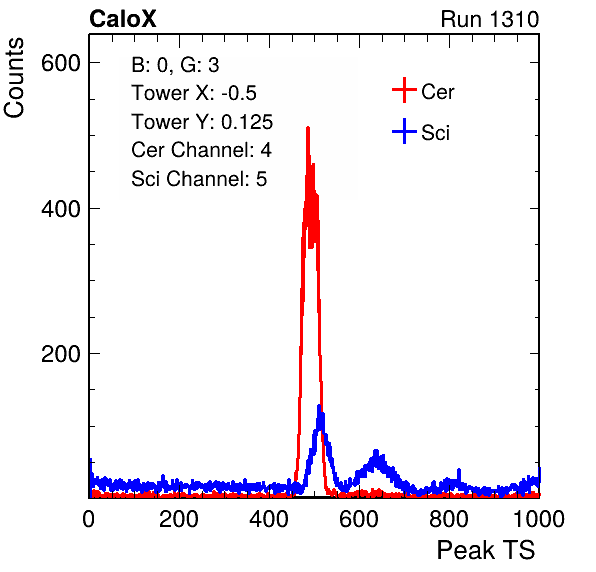 CaloX Run 1310
Counts
600
400
200
B: 0, G: 3
Tower X: -0.5
Tower Y: 0.125
Cer Channel: 4
Sci Channel: 5
Cer
Sci
0 200 400 600 800 1000
Peak TS